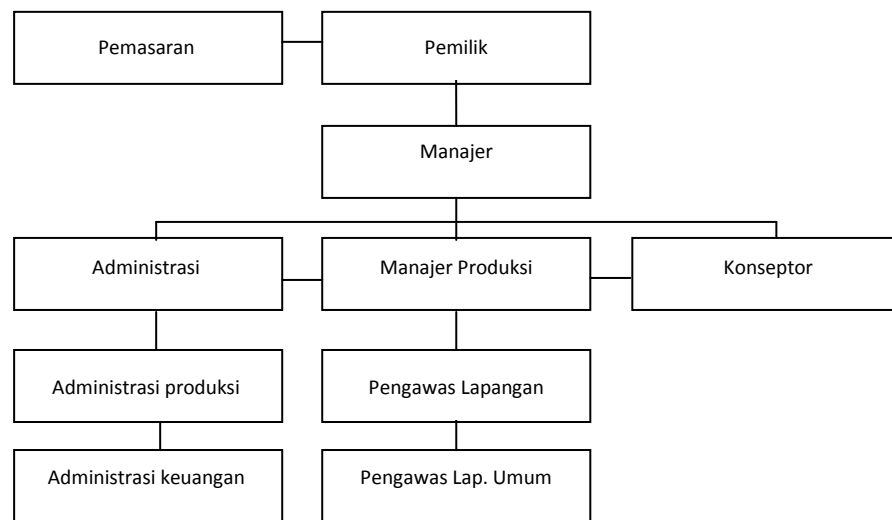 Pemasaran
Pemilik
Manajer
Administrasi
Manajer Produksi
Konseptor
Administrasi produksi
Pengawas Lapangan
Administrasi keuangan
Pengawas Lap. Umum